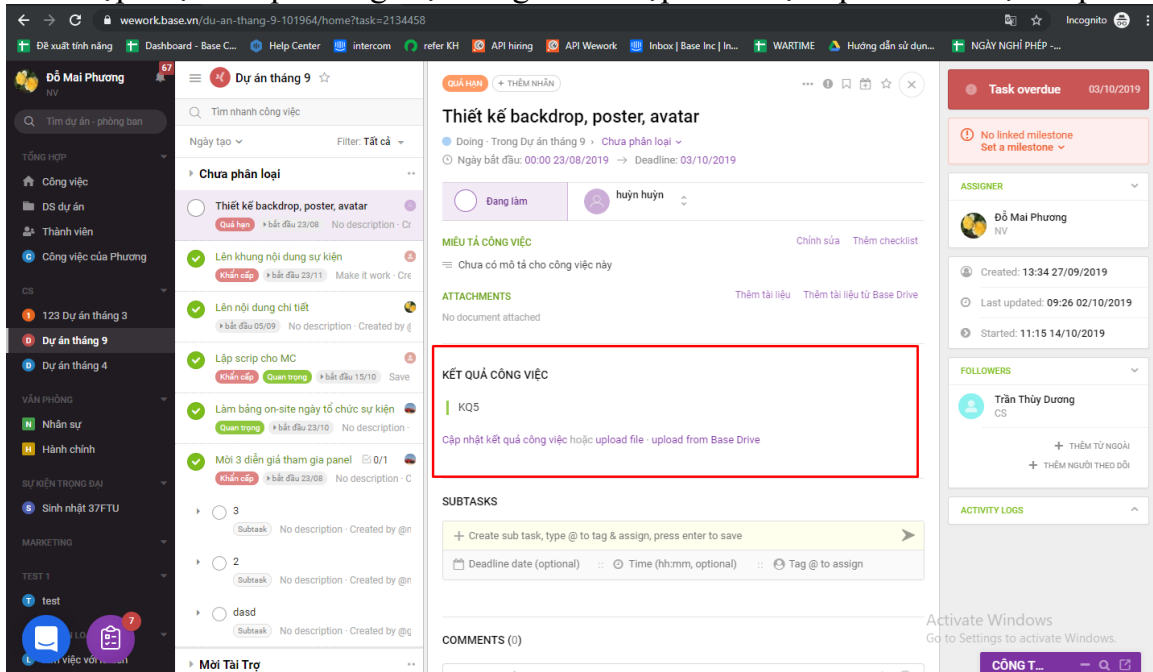 wework.base.vn/du-an-thang-9-101964/home?task=2134458
Incognito
Đề xuất tính năng
Dashboard - Base C...
Help Center
intercom
refer KH
API hiring
API Wework
Inbox | Base Inc | In...
WARTIME
Hướng dẫn sử dụn...
NGÀY NGHỈ PHÉP -...
Đỗ Mai Phương
67
NV
Tìm dự án - phòng ban
TỔNG HỢP
Công việc
DS dự án
Thành viên
Công việc của Phương
CS
123 Dự án tháng 3
Dự án tháng 9
Dự án tháng 4
VĂN PHÒNG
Nhân sự
Hành chính
SỰ KIỆN TRỌNG ĐẠI
Sinh nhật 37FTU
MARKETING
TEST 1
test
7
Dự án tháng 9
Tìm nhanh công việc
Ngày tạo
Filter: Tất cả
Chưa phân loại
Thiết kế backdrop, poster, avatar
Quá hạn bắt đầu 23/08 No description · Cr
Lên khung nội dung sự kiện
Khẩn cấp bắt đầu 23/11 Make it work · Cre
Lên nội dung chi tiết
bắt đầu 05/09 No description · Created by
Lập scrip cho MC
Khẩn cấp Quan trọng bắt đầu 15/10 Save
Làm bảng on-site ngày tổ chức sự kiện
Quan trọng bắt đầu 23/10 No description ·
Mời 3 diễn giả tham gia panel 0/1
Khẩn cấp bắt đầu 23/08 No description · C
3
Subtask No description · Created by @n
2
Subtask No description · Created by @n
dasd
Subtask No description · Created by @g
Mời Tài Trợ
QUÁ HẠN + THÊM NHÃN
Thiết kế backdrop, poster, avatar
Doing · Trong Dự án tháng 9 › Chưa phân loại
Ngày bắt đầu: 00:00 23/08/2019 → Deadline: 03/10/2019
Đang làm
huỳn huỳn
MIÊU TẢ CÔNG VIỆC
Chỉnh sửa Thêm checklist
Chưa có mô tả cho công việc này
ATTACHMENTS
Thêm tài liệu Thêm tài liệu từ Base Drive
No document attached
KẾT QUẢ CÔNG VIỆC
KQ5
Cập nhật kết quả công việc hoặc upload file · upload from Base Drive
SUBTASKS
+ Create sub task, type @ to tag & assign, press enter to save
Deadline date (optional) :: Time (hh:mm, optional) :: Tag @ to assign
COMMENTS (0)
Task overdue 03/10/2019
No linked milestone
Set a milestone
ASSIGNER
Đỗ Mai Phương
NV
Created: 13:34 27/09/2019
Last updated: 09:26 02/10/2019
Started: 11:15 14/10/2019
FOLLOWERS
Trần Thùy Dương
CS
+ THÊM TỪ NGOÀI
+ THÊM NGƯỜI THEO DÕI
ACTIVITY LOGS
Activate Windows
Go to Settings to activate Windows.
CÔNG T...